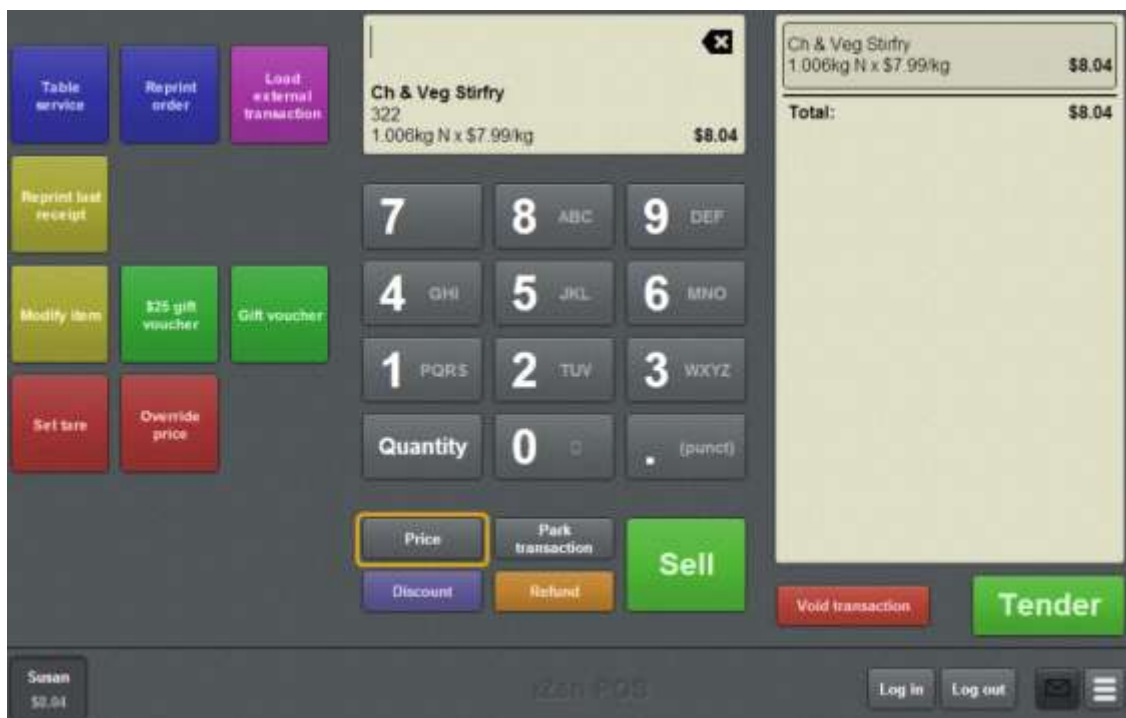 Table
service
Reprint
order
Load
external
transaction
Reprint last
receipt
Modify item
$25 gift
voucher
Gift voucher
Set tare
Override
price
Ch & Veg Stirfry
322
1.006kg N x $7.99/kg $8.04
7
8 ABC
9 DEF
4 GHI
5 JKL
6 MNO
1 PQRS
2 TUV
3 WXYZ
Quantity
0
. (punct)
Price
Park
transaction
Sell
Discount
Refund
Ch & Veg Stirfry
1.006kg N x $7.99/kg $8.04
Total: $8.04
Void transaction
Tender
Susan
$8.04
POS
Log in
Log out